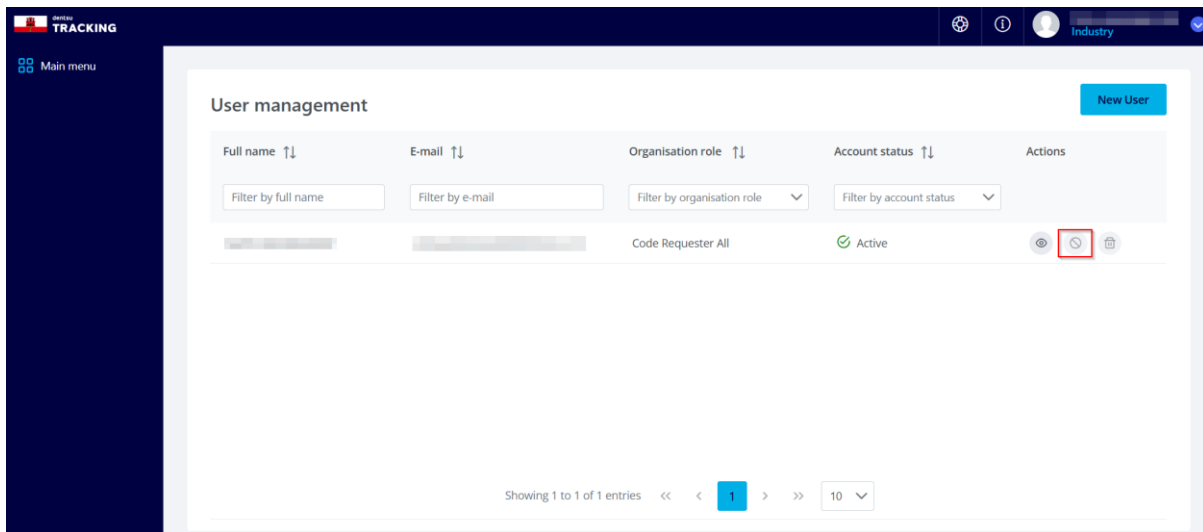 dentsu
TRACKING
Industry
Main menu
User management
New User
Full name
E-mail
Organisation role
Account status
Actions
Filter by full name
Filter by e-mail
Filter by organisation role
Filter by account status
Code Requester All
Active
Showing 1 to 1 of 1 entries
1
10